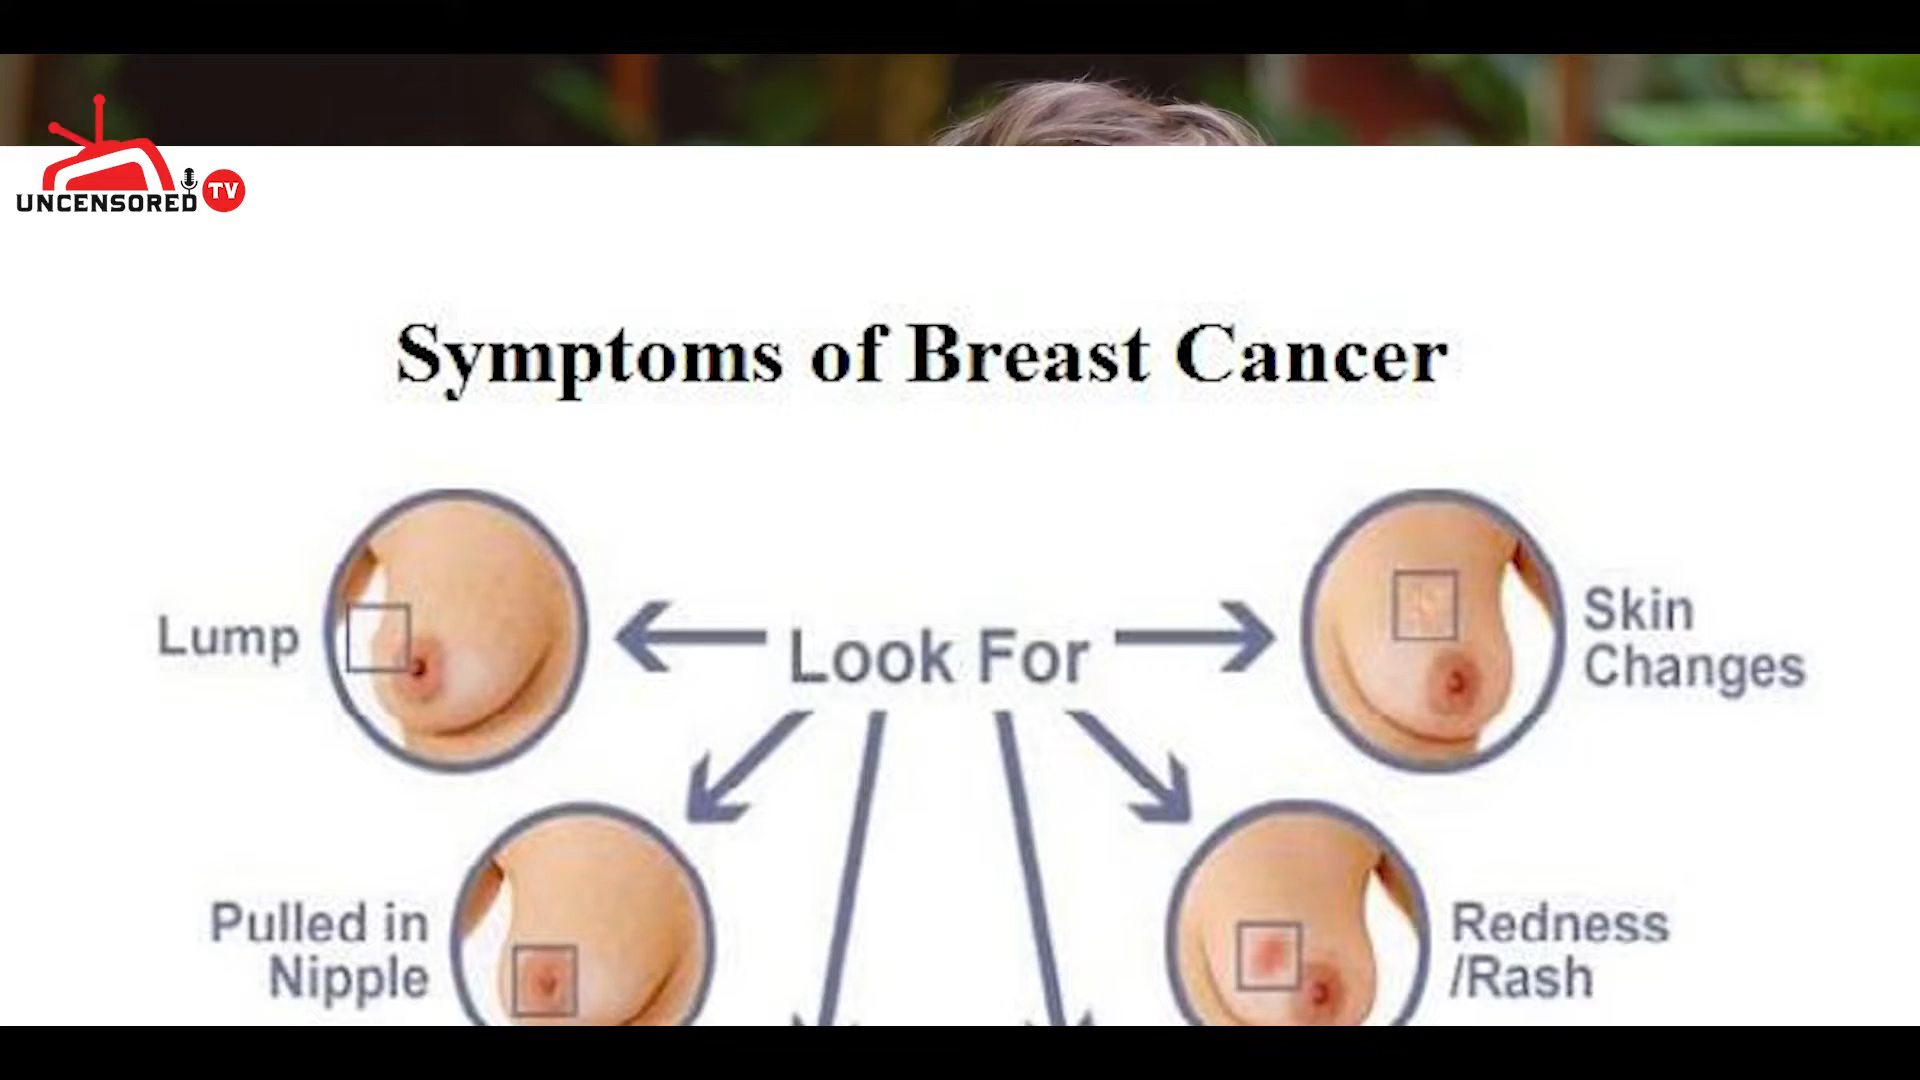 UNCENSORED TV
Symptoms of Breast Cancer
Lump
Look For
Skin
Changes
Pulled in
Nipple
Redness
/Rash